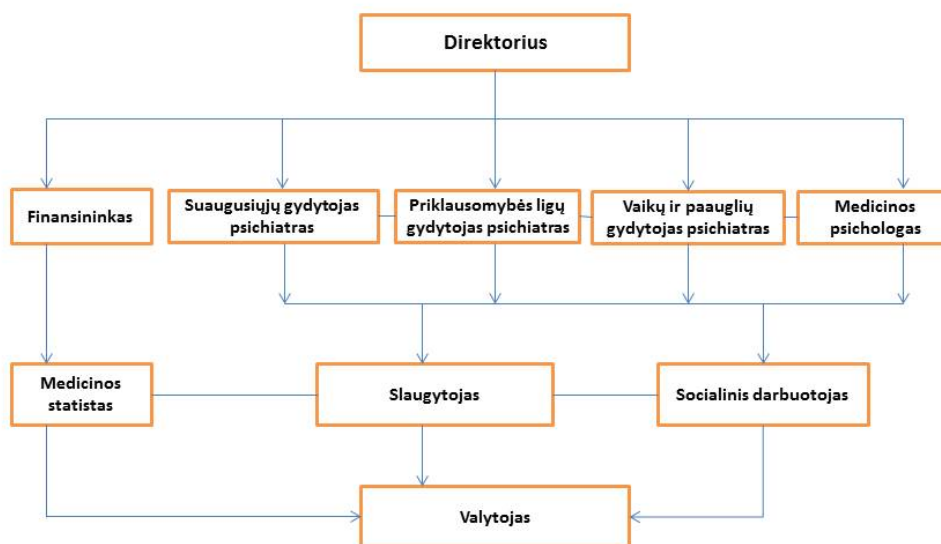 Direktorius
Finansininkas
Suaugusiųjų gydytojas
psichiatras
Priklausomybės ligų
gydytojas psichiatras
Vaikų ir paauglių
gydytojas psichiatras
Medicinos
psichologas
Medicinos
statistas
Slaugytojas
Socialinis darbuotojas
Valytojas